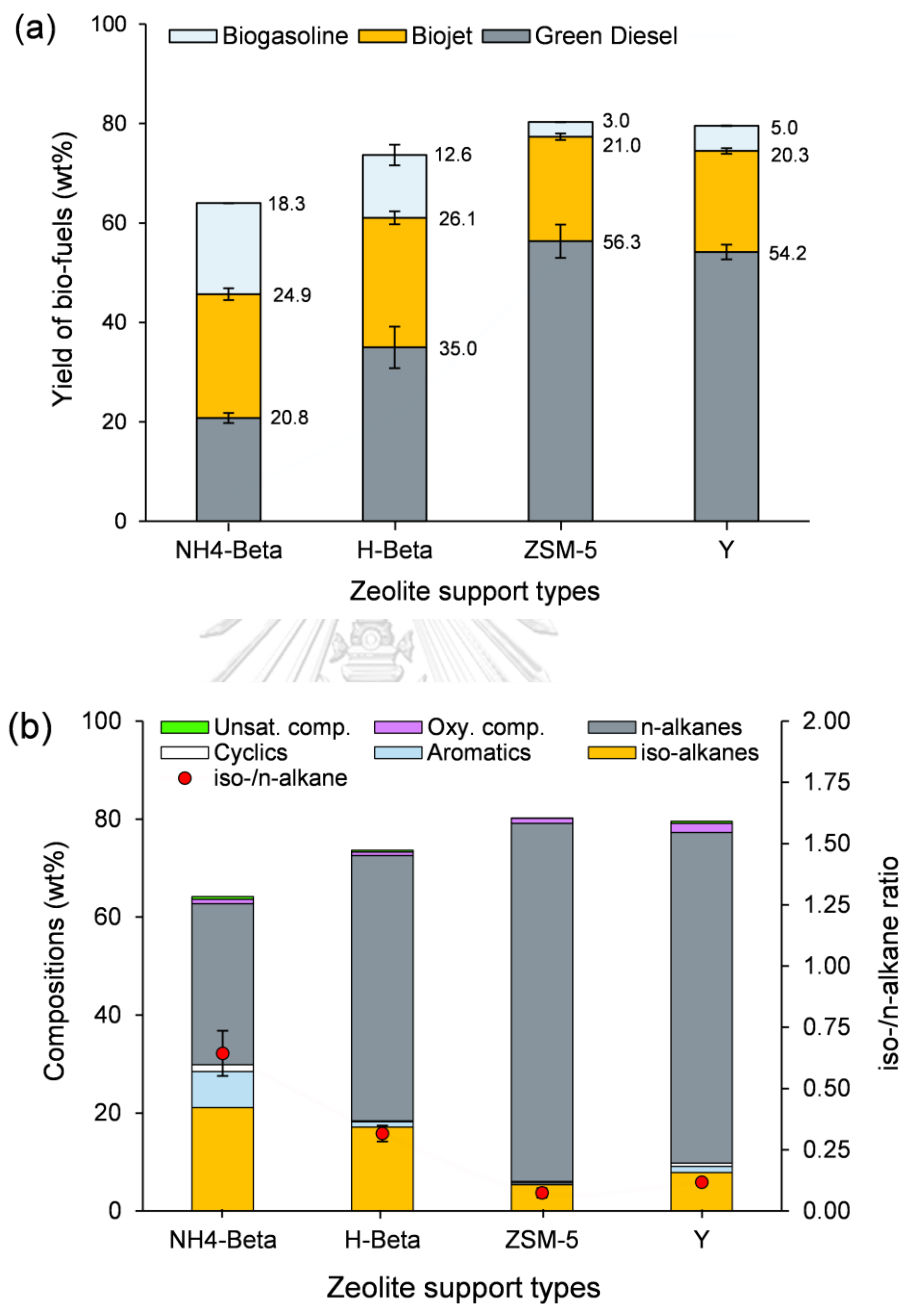 (a)
100
80
60
40
20
0
Yield of bio-fuels (wt%)
Biogasoline Biojet Green Diesel
18.3
24.9
20.8
12.6
26.1
35.0
3.0
21.0
56.3
5.0
20.3
54.2
NH4-Beta H-Beta ZSM-5 Y
Zeolite support types
(b)
100
80
60
40
20
0
Compositions (wt%)
Unsat. comp. Oxy. comp. n-alkanes
Cyclics Aromatics iso-alkanes
iso-/n-alkane
2.00
1.75
1.50
1.25
1.00
0.75
0.50
0.25
0.00
iso-/n-alkane ratio
NH4-Beta H-Beta ZSM-5 Y
Zeolite support types